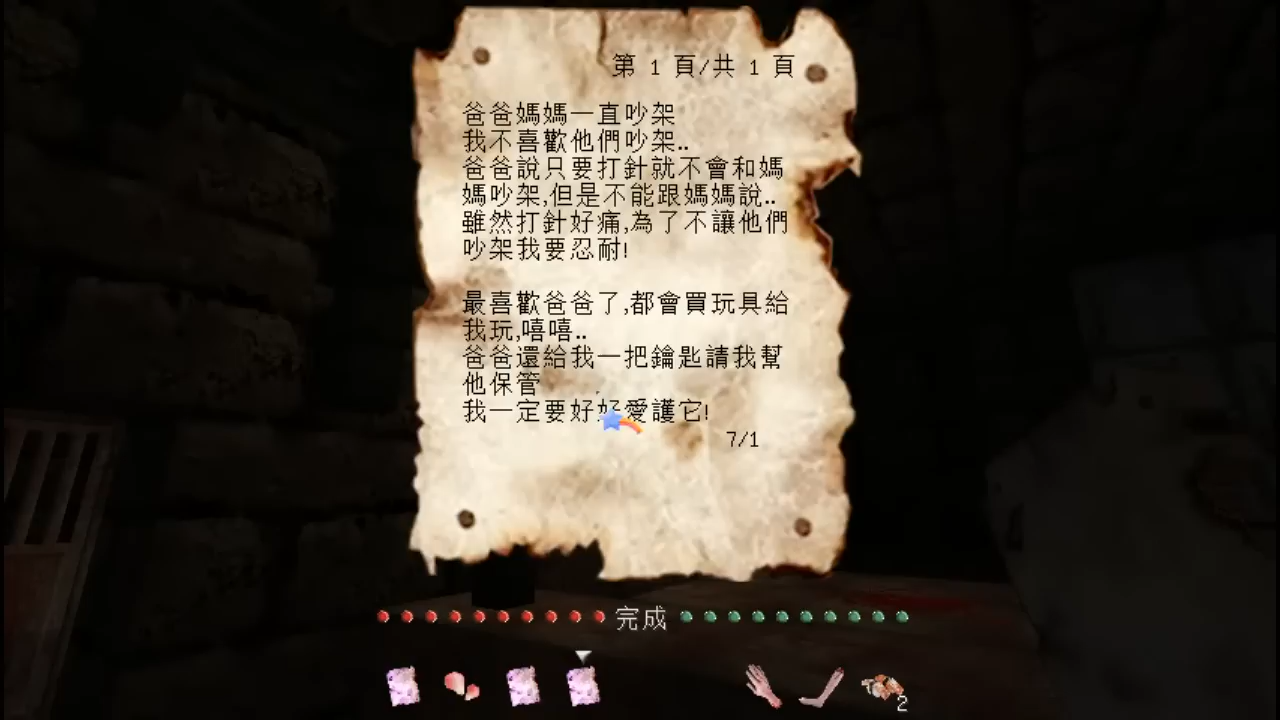 第 1 頁/共 1 頁
爸爸媽媽一直吵架
我不喜歡他們吵架..
爸爸說只要打針就不會和媽
媽吵架,但是不能跟媽媽說..
雖然打針好痛,為了不讓他們
吵架我要忍耐!
最喜歡爸爸了,都會買玩具給
我玩,嘻嘻..
爸爸還給我一把鑰匙請我幫
他保管
我一定要好好愛護它!
7/1
完成
2